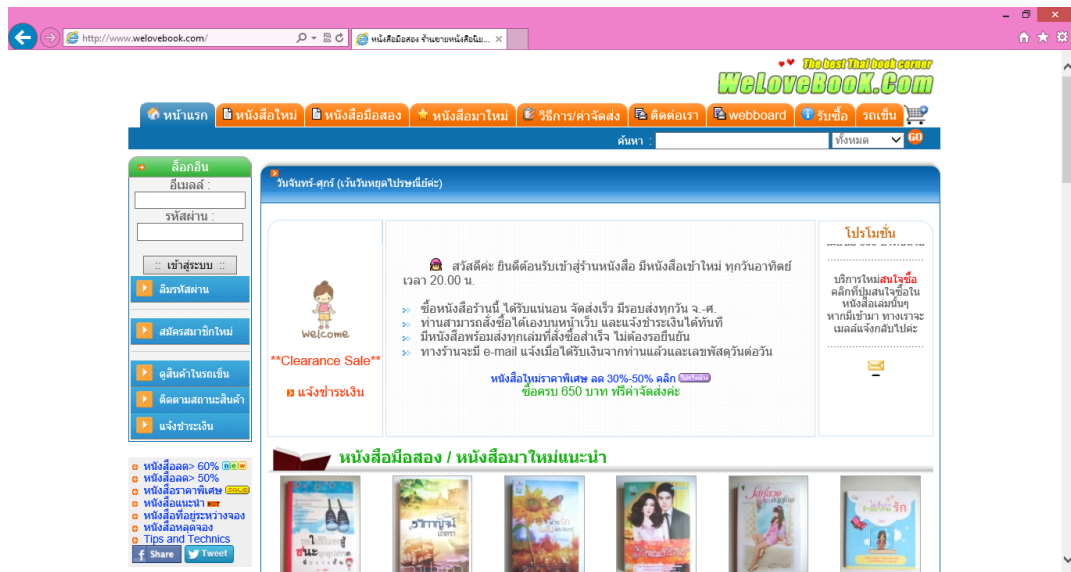 http://www.welovebook.com/
หนังสือมือสอง ร้านขายหนังสือนิย...
The best Thai book corner
WeLoveBooK.Com
หน้าแรก หนังสือใหม่ หนังสือมือสอง หนังสือมาใหม่ วิธีการ/ค่าจัดส่ง ติดต่อเรา webboard รับซื้อ รถเข็น
ค้นหา : ทั้งหมด GO
ล็อกอิน
อีเมลล์ :
รหัสผ่าน :
:: เข้าสู่ระบบ ::
ลืมรหัสผ่าน
สมัครสมาชิกใหม่
ดูสินค้าในรถเข็น
ติดตามสถานะสินค้า
แจ้งชำระเงิน
หนังสือลด> 60% new
หนังสือลด> 50%
หนังสือราคาพิเศษ SALE
หนังสือแนะนำ HOT
หนังสือที่อยู่ระหว่างจอง
หนังสือหลุดจอง
Tips and Technics
Share Tweet
วันจันทร์-ศุกร์ (เว้นวันหยุดไปรษณีย์ค่ะ)
welcome
**Clearance Sale**
แจ้งชำระเงิน
สวัสดีค่ะ ยินดีต้อนรับเข้าสู่ร้านหนังสือ มีหนังสือเข้าใหม่ ทุกวันอาทิตย์
เวลา 20.00 น.
ซื้อหนังสือร้านนี้ ได้รับแน่นอน จัดส่งเร็ว มีรอบส่งทุกวัน จ.-ศ.
ท่านสามารถสั่งซื้อได้เองบนหน้าเว็บ และแจ้งชำระเงินได้ทันที
มีหนังสือพร้อมส่งทุกเล่มที่สั่งซื้อสำเร็จ ไม่ต้องรอยืนยัน
ทางร้านจะมี e-mail แจ้งเมื่อได้รับเงินจากท่านแล้วและเลขพัสดุวันต่อวัน
หนังสือใหม่ราคาพิเศษ ลด 30%-50% คลิก
ซื้อครบ 650 บาท ฟรีค่าจัดส่งค่ะ
โปรโมชั่น
บริการใหม่สนใจซื้อ
คลิกที่ปุ่มสนใจซื้อใน
หนังสือเล่มนั้นๆ
หากมีเข้ามา ทางเราจะ
เมลล์แจ้งกลับไปค่ะ
หนังสือมือสอง / หนังสือมาใหม่แนะนำ